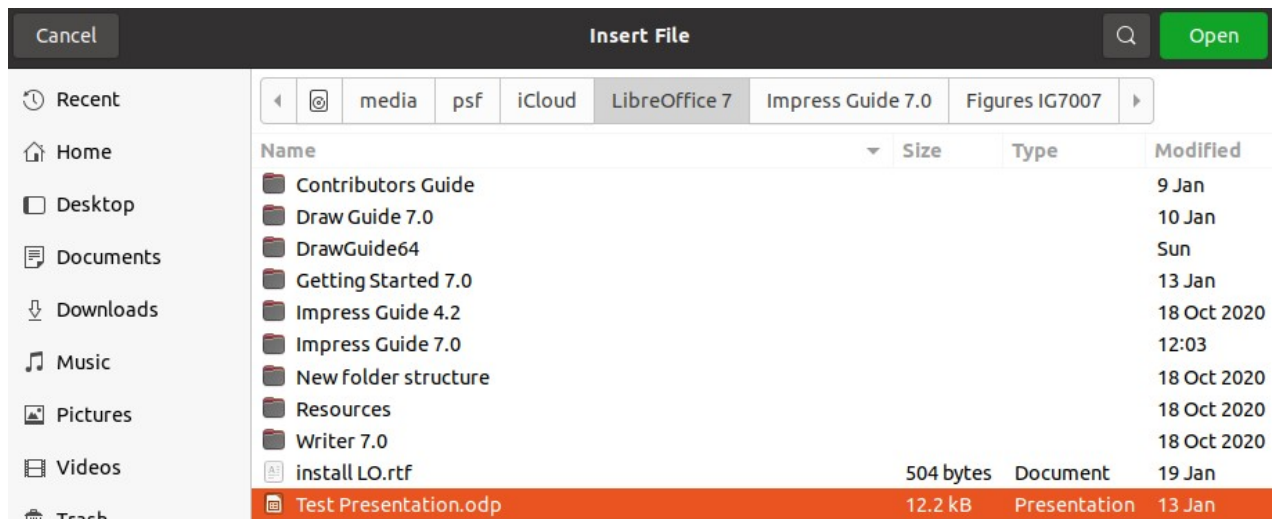 Cancel Insert File Open
Recent
Home
Desktop
Documents
Downloads
Music
Pictures
Videos
Trash
media psf iCloud LibreOffice 7 Impress Guide 7.0 Figures IG7007
Name Size Type Modified
Contributors Guide 9 Jan
Draw Guide 7.0 10 Jan
DrawGuide64 Sun
Getting Started 7.0 13 Jan
Impress Guide 4.2 18 Oct 2020
Impress Guide 7.0 12:03
New folder structure 18 Oct 2020
Resources 18 Oct 2020
Writer 7.0 18 Oct 2020
install LO.rtf 504 bytes Document 19 Jan
Test Presentation.odp 12.2 kB Presentation 13 Jan